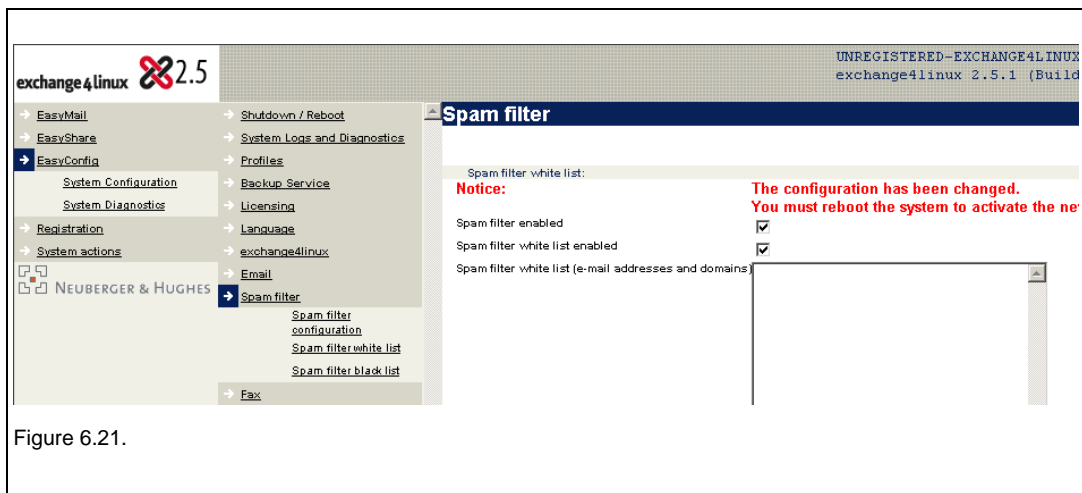 exchange4linux 2.5
UNREGISTERED-EXCHANGE4LINUX
exchange4linux 2.5.1 (Build
EasyMail
EasyShare
EasyConfig
System Configuration
System Diagnostics
Registration
System actions
NEUBERGER & HUGHES
Shutdown / Reboot
System Logs and Diagnostics
Profiles
Backup Service
Licensing
Language
exchange4linux
Email
Spam filter
Spam filter
configuration
Spam filter white list
Spam filter black list
Fax
Spam filter
Spam filter white list:
Notice:
The configuration has been changed.
You must reboot the system to activate the ne
Spam filter enabled
Spam filter white list enabled
Spam filter white list (e-mail addresses and domains)
Figure 6.21.